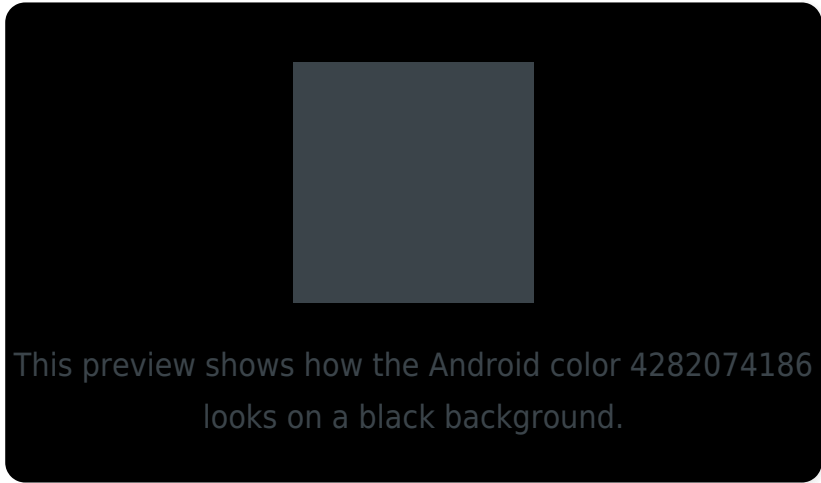 This preview shows how the Android color 4282074186
looks on a black background.